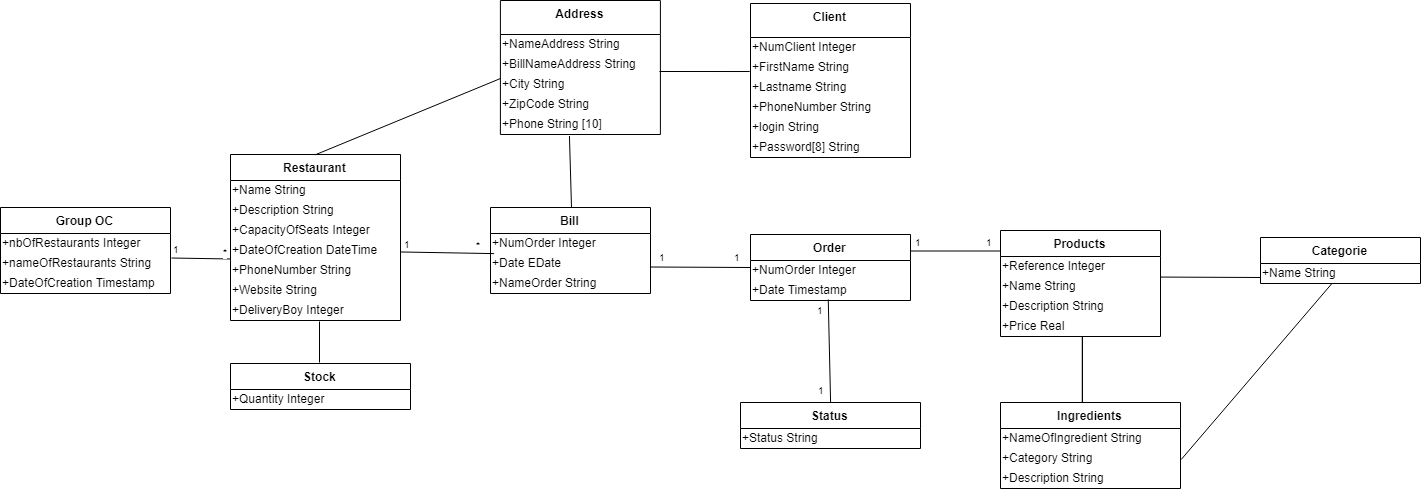 Address
+NameAddress String
+BillNameAddress String
+City String
+ZipCode String
+Phone String [10]
Client
+NumClient Integer
+FirstName String
+Lastname String
+PhoneNumber String
+login String
+Password[8] String
Restaurant
+Name String
+Description String
+CapacityOfSeats Integer
+DateOfCreation DateTime
+PhoneNumber String
+Website String
+DeliveryBoy Integer
Group OC
+nbOfRestaurants Integer
+nameOfRestaurants String
+DateOfCreation Timestamp
1
*
1
*
Bill
+NumOrder Integer
+Date EDate
+NameOrder String
1
1
Order
+NumOrder Integer
+Date Timestamp
1
1
Products
+Reference Integer
+Name String
+Description String
+Price Real
Categorie
+Name String
Stock
+Quantity Integer
1
1
Status
+Status String
Ingredients
+NameOfIngredient String
+Category String
+Description String